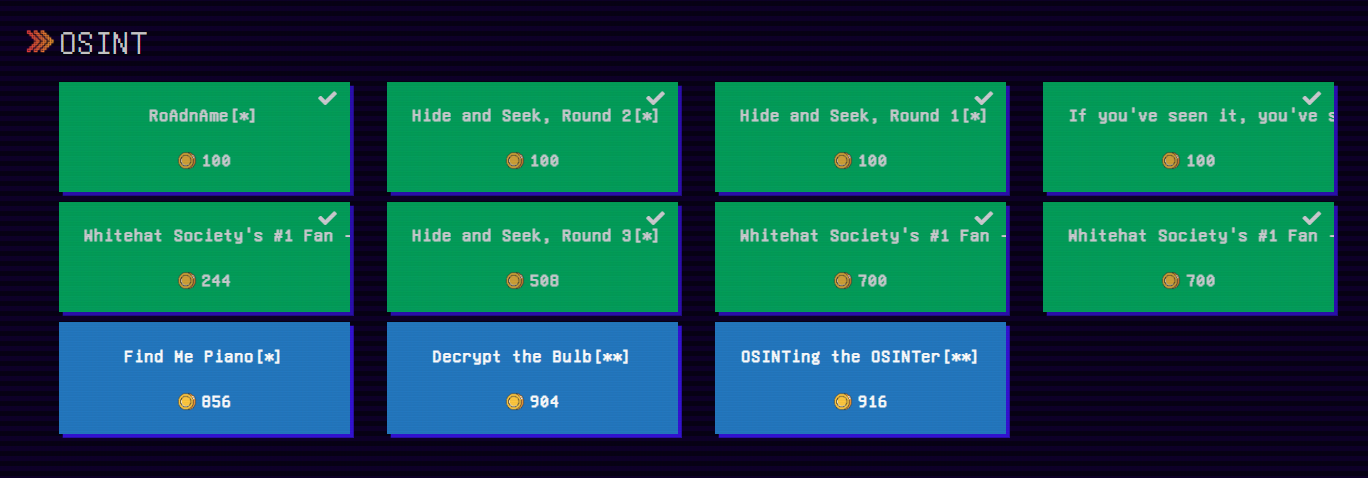 OSINT
RoAdnAme[*]
100
Hide and Seek, Round 2[*]
100
Hide and Seek, Round 1[*]
100
If you've seen it, you've s
100
Whitehat Society's #1 Fan -
244
Hide and Seek, Round 3[*]
508
Whitehat Society's #1 Fan -
700
Whitehat Society's #1 Fan -
700
Find Me Piano[*]
856
Decrypt the Bulb[**]
904
OSINTing the OSINTer[**]
916